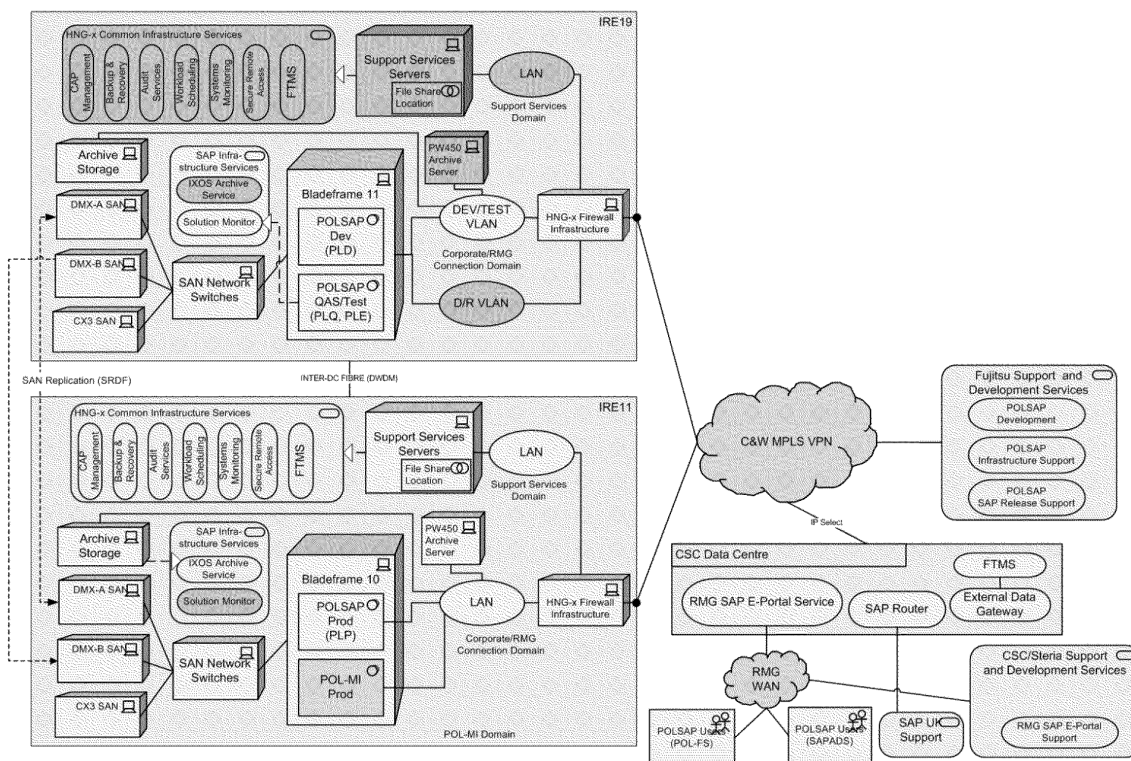 IRE19
HNG-x Common Infrastructure Services
CAP
Management
Backup &
Recovery
Audit
Services
Workload
Scheduling
Systems
Monitoring
Secure Remote
Access
FTMS
Support Services
Servers
File Share
Location
LAN
Support Services
Domain
Archive
Storage
SAP Infra-
structure Services
IXOS Archive
Service
Solution Monitor
PW450
Archive
Server
DMX-A SAN
DMX-B SAN
CX3 SAN
SAN Network
Switches
Bladeframe 11
POLSAP
Dev
(PLD)
POLSAP
QAS/Test
(PLQ, PLE)
DEV/TEST
VLAN
Corporate/RMG
Connection Domain
D/R VLAN
HNG-x Firewall
Infrastructure
SAN Replication (SRDF)
INTER-DC FIBRE (DWDM)
IRE11
HNG-x Common Infrastructure Services
CAP
Management
Backup &
Recovery
Audit
Services
Workload
Scheduling
Systems
Monitoring
Secure Remote
Access
FTMS
Support Services
Servers
File Share
Location
LAN
Support Services
Domain
Archive
Storage
SAP Infra-
structure Services
IXOS Archive
Service
Solution Monitor
PW450
Archive
Server
DMX-A SAN
DMX-B SAN
CX3 SAN
SAN Network
Switches
Bladeframe 10
POLSAP
Prod
(PLP)
POL-MI
Prod
LAN
Corporate/RMG
Connection Domain
HNG-x Firewall
Infrastructure
POL-MI Domain
C&W MPLS VPN
IP Select
Fujitsu Support and
Development Services
POLSAP
Development
POLSAP
Infrastructure Support
POLSAP
SAP Release Support
CSC Data Centre
RMG SAP E-Portal Service
SAP Router
FTMS
External Data
Gateway
RMG
WAN
POLSAP Users
(POL-FS)
POLSAP Users
(SAPADS)
SAP UK
Support
CSC/Steria Support
and Development Services
RMG SAP E-Portal
Support